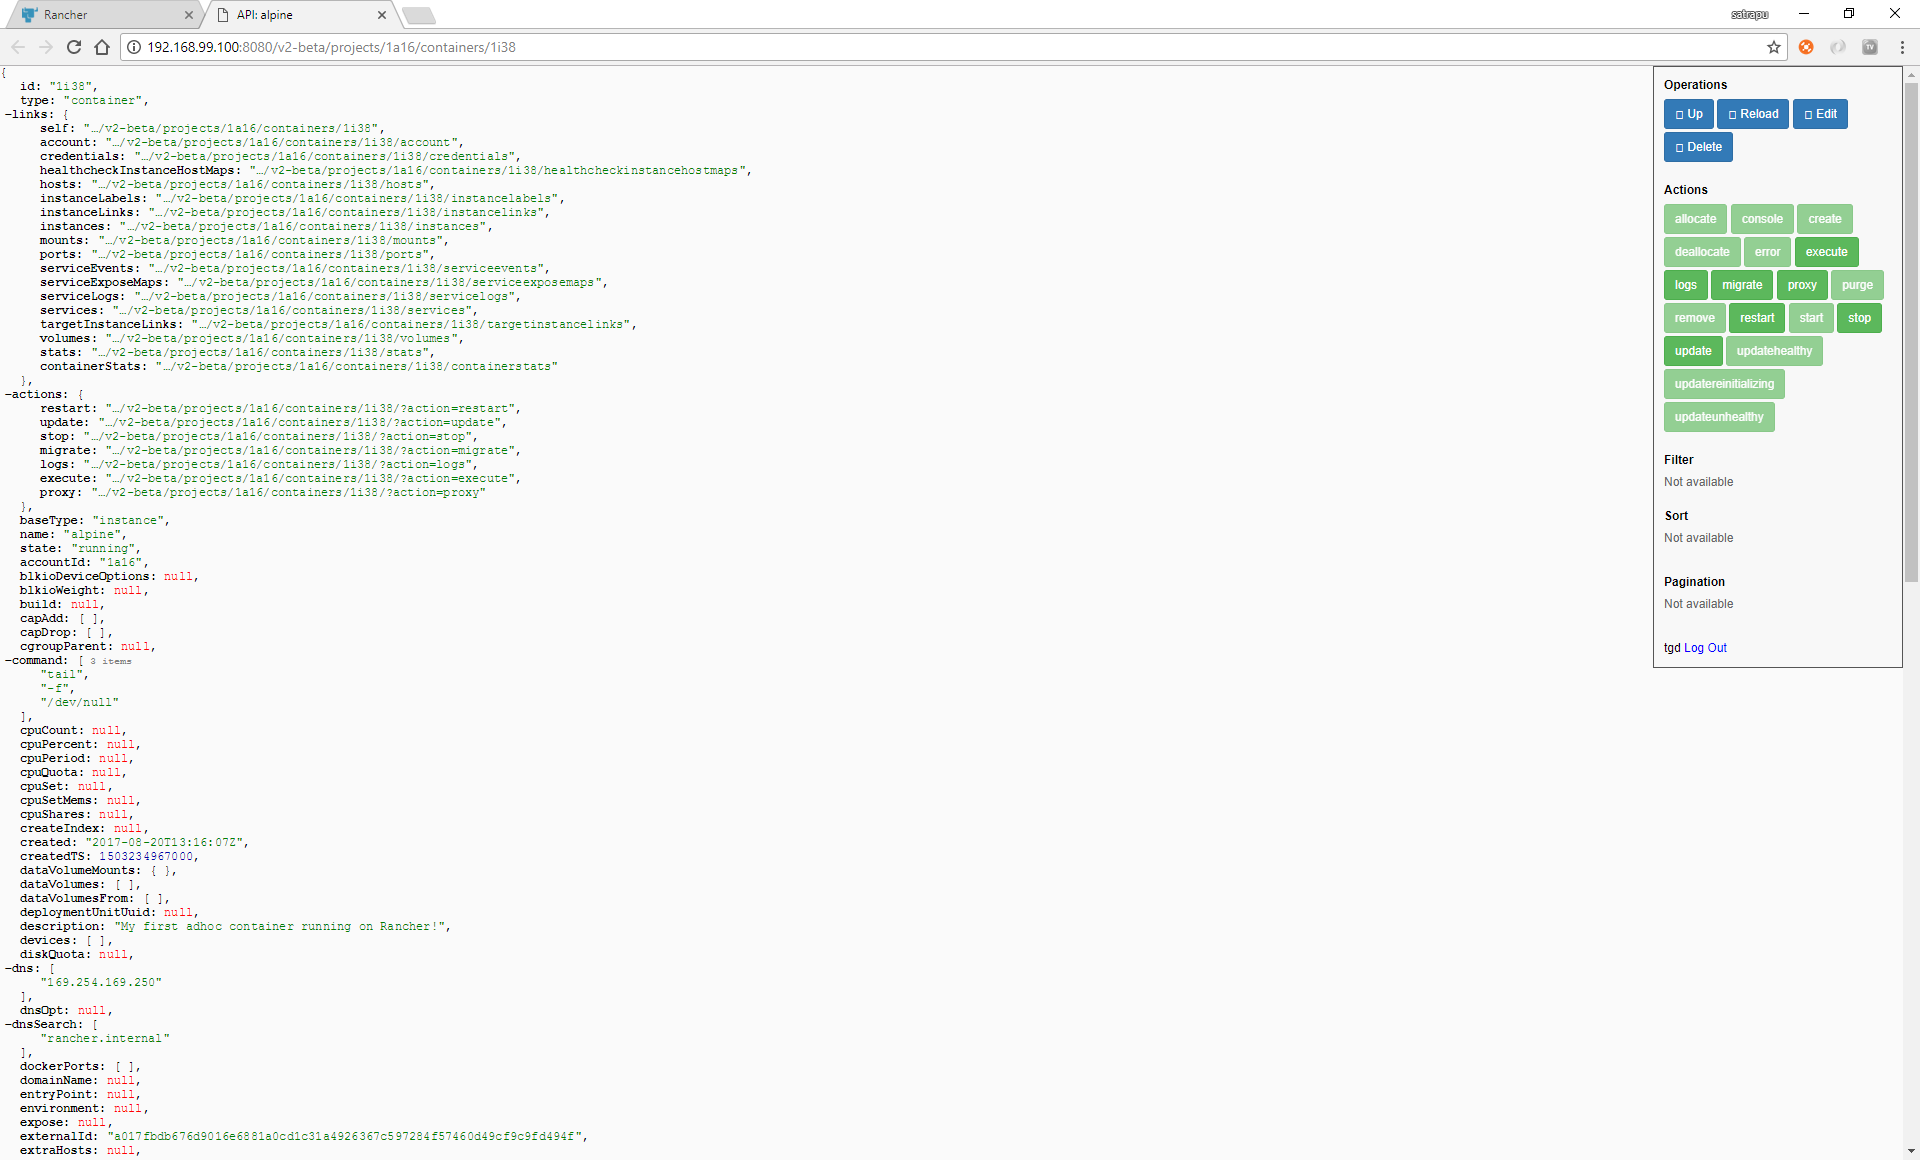 Rancher
API: alpine
satrapu
192.168.99.100:8080/v2-beta/projects/1a16/containers/1i38
{
id: "1i38",
type: "container",
–links: {
self: "…/v2-beta/projects/1a16/containers/1i38",
account: "…/v2-beta/projects/1a16/containers/1i38/account",
credentials: "…/v2-beta/projects/1a16/containers/1i38/credentials",
healthcheckInstanceHostMaps: "…/v2-beta/projects/1a16/containers/1i38/healthcheckinstancehostmaps",
hosts: "…/v2-beta/projects/1a16/containers/1i38/hosts",
instanceLabels: "…/v2-beta/projects/1a16/containers/1i38/instancelabels",
instanceLinks: "…/v2-beta/projects/1a16/containers/1i38/instancelinks",
instances: "…/v2-beta/projects/1a16/containers/1i38/instances",
mounts: "…/v2-beta/projects/1a16/containers/1i38/mounts",
ports: "…/v2-beta/projects/1a16/containers/1i38/ports",
serviceEvents: "…/v2-beta/projects/1a16/containers/1i38/serviceevents",
serviceExposeMaps: "…/v2-beta/projects/1a16/containers/1i38/serviceexposemaps",
serviceLogs: "…/v2-beta/projects/1a16/containers/1i38/servicelogs",
services: "…/v2-beta/projects/1a16/containers/1i38/services",
targetInstanceLinks: "…/v2-beta/projects/1a16/containers/1i38/targetinstancelinks",
volumes: "…/v2-beta/projects/1a16/containers/1i38/volumes",
stats: "…/v2-beta/projects/1a16/containers/1i38/stats",
containerStats: "…/v2-beta/projects/1a16/containers/1i38/containerstats"
},
–actions: {
restart: "…/v2-beta/projects/1a16/containers/1i38/?action=restart",
update: "…/v2-beta/projects/1a16/containers/1i38/?action=update",
stop: "…/v2-beta/projects/1a16/containers/1i38/?action=stop",
migrate: "…/v2-beta/projects/1a16/containers/1i38/?action=migrate",
logs: "…/v2-beta/projects/1a16/containers/1i38/?action=logs",
execute: "…/v2-beta/projects/1a16/containers/1i38/?action=execute",
proxy: "…/v2-beta/projects/1a16/containers/1i38/?action=proxy"
},
baseType: "instance",
name: "alpine",
state: "running",
accountId: "1a16",
blkioDeviceOptions: null,
blkioWeight: null,
build: null,
capAdd: [ ],
capDrop: [ ],
cgroupParent: null,
–command: [ 3 items
"tail",
"-f",
"/dev/null"
],
cpuCount: null,
cpuPercent: null,
cpuPeriod: null,
cpuQuota: null,
cpuSet: null,
cpuSetMems: null,
cpuShares: null,
createIndex: null,
created: "2017-08-20T13:16:07Z",
createdTS: 1503234967000,
dataVolumeMounts: { },
dataVolumes: [ ],
dataVolumesFrom: [ ],
deploymentUnitUuid: null,
description: "My first adhoc container running on Rancher!",
devices: [ ],
diskQuota: null,
–dns: [
"169.254.169.250"
],
dnsOpt: null,
–dnsSearch: [
"rancher.internal"
],
dockerPorts: [ ],
domainName: null,
entryPoint: null,
environment: null,
expose: null,
externalId: "a017fbdb676d9016e6881a0cd1c31a4926367c597284f57460d49cf9c9fd494f",
extraHosts: null,
Operations
Up Reload Edit
Delete
Actions
allocate console create
deallocate error execute
logs migrate proxy purge
remove restart start stop
update updatehealthy
updatereinitializing
updateunhealthy
Filter
Not available
Sort
Not available
Pagination
Not available
tgd Log Out